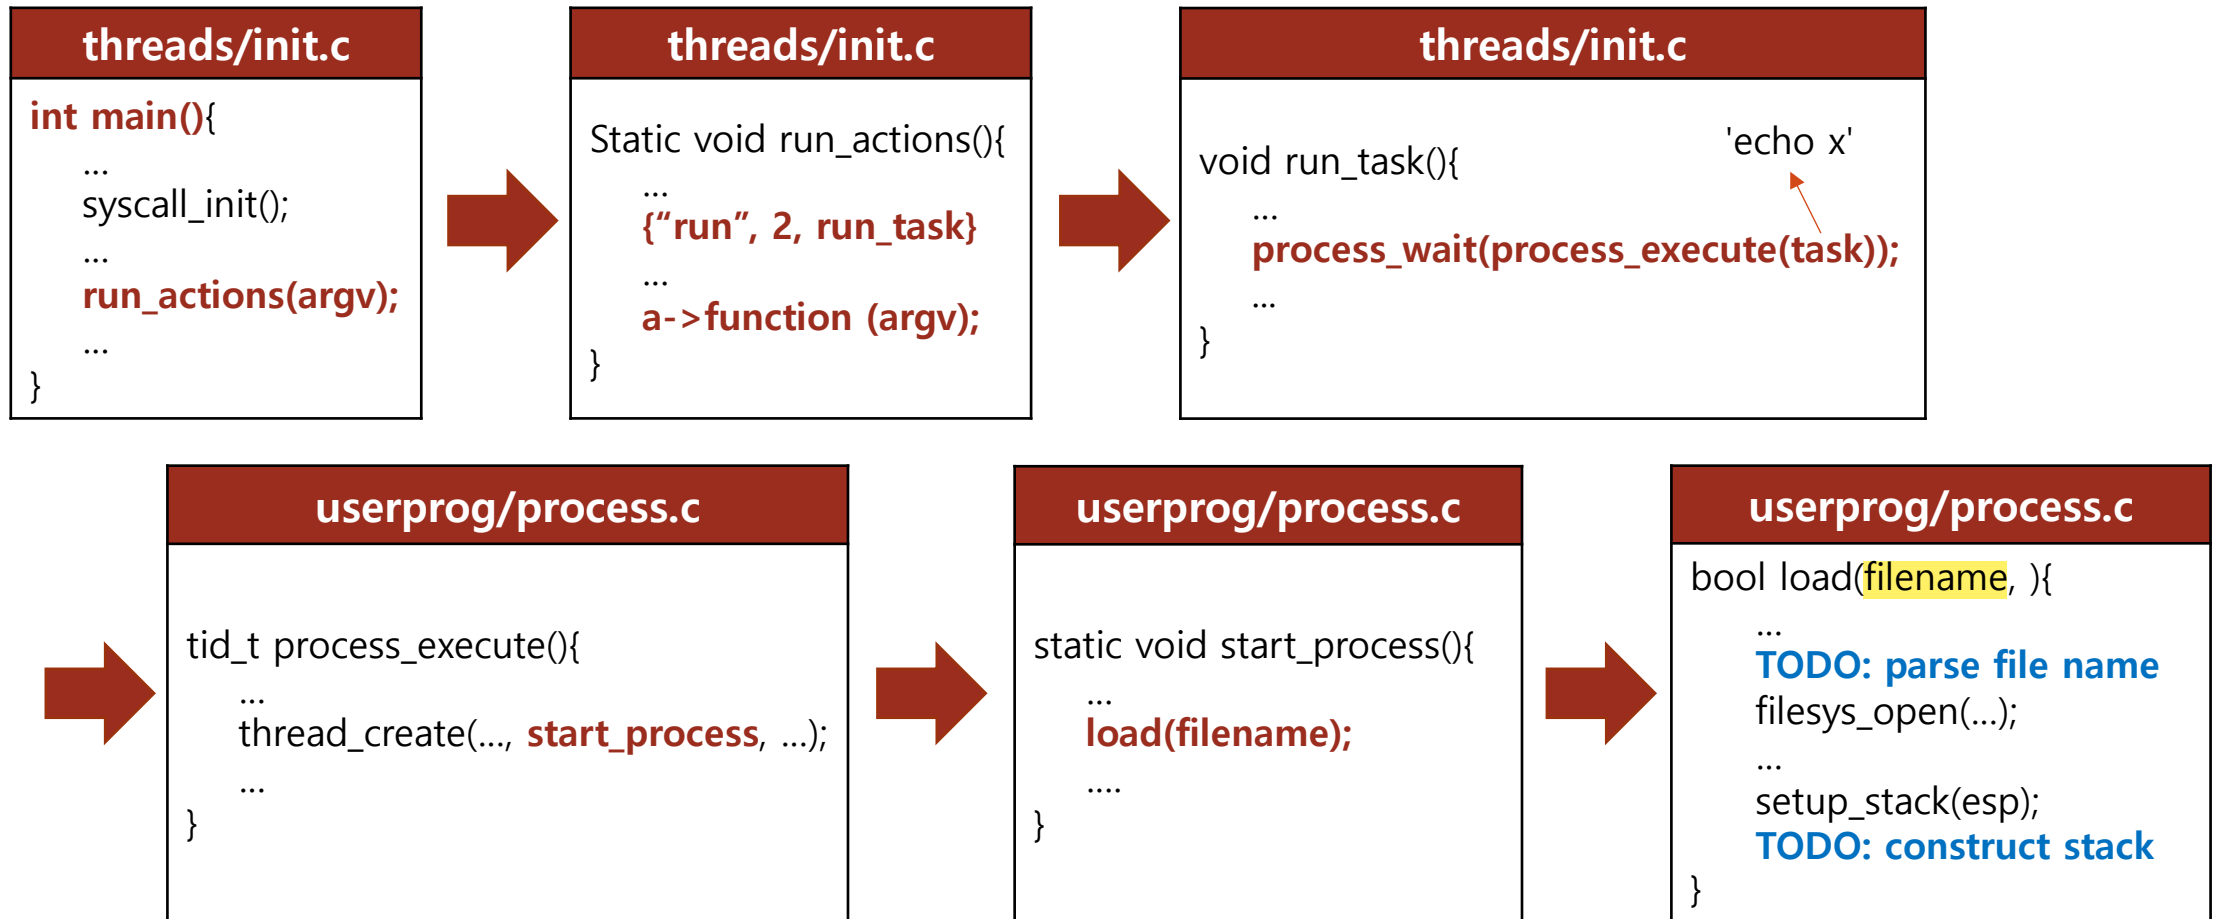 threads/init.c
int main(){
...
syscall_init();
...
run_actions(argv);
...
}
threads/init.c
Static void run_actions(){
...
{“run”, 2, run_task}
...
a->function (argv);
}
threads/init.c
'echo x'
void run_task(){
...
process_wait(process_execute(task));
...
}
userprog/process.c
tid_t process_execute(){
...
thread_create(..., start_process, ...);
...
}
userprog/process.c
static void start_process(){
...
load(filename);
....
}
userprog/process.c
bool load(filename, ){
...
TODO: parse file name
filesys_open(...);
...
setup_stack(esp);
TODO: construct stack
}